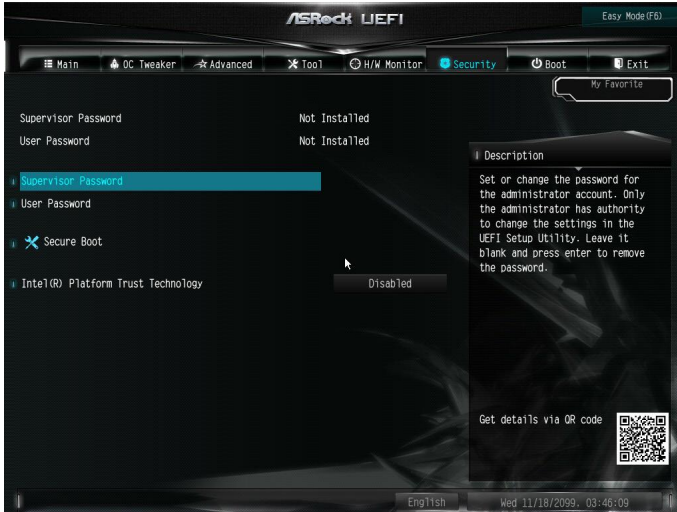 ASRock UEFI
Easy Mode(F6)
Main OC Tweaker Advanced Tool H/W Monitor Security Boot Exit
My Favorite
Supervisor Password Not Installed
User Password Not Installed
Supervisor Password
User Password
Secure Boot
Intel(R) Platform Trust Technology Disabled
Description
Set or change the password for
the administrator account. Only
the administrator has authority
to change the settings in the
UEFI Setup Utility. Leave it
blank and press enter to remove
the password.
Get details via QR code
English
Wed 11/18/2099, 03:46:09